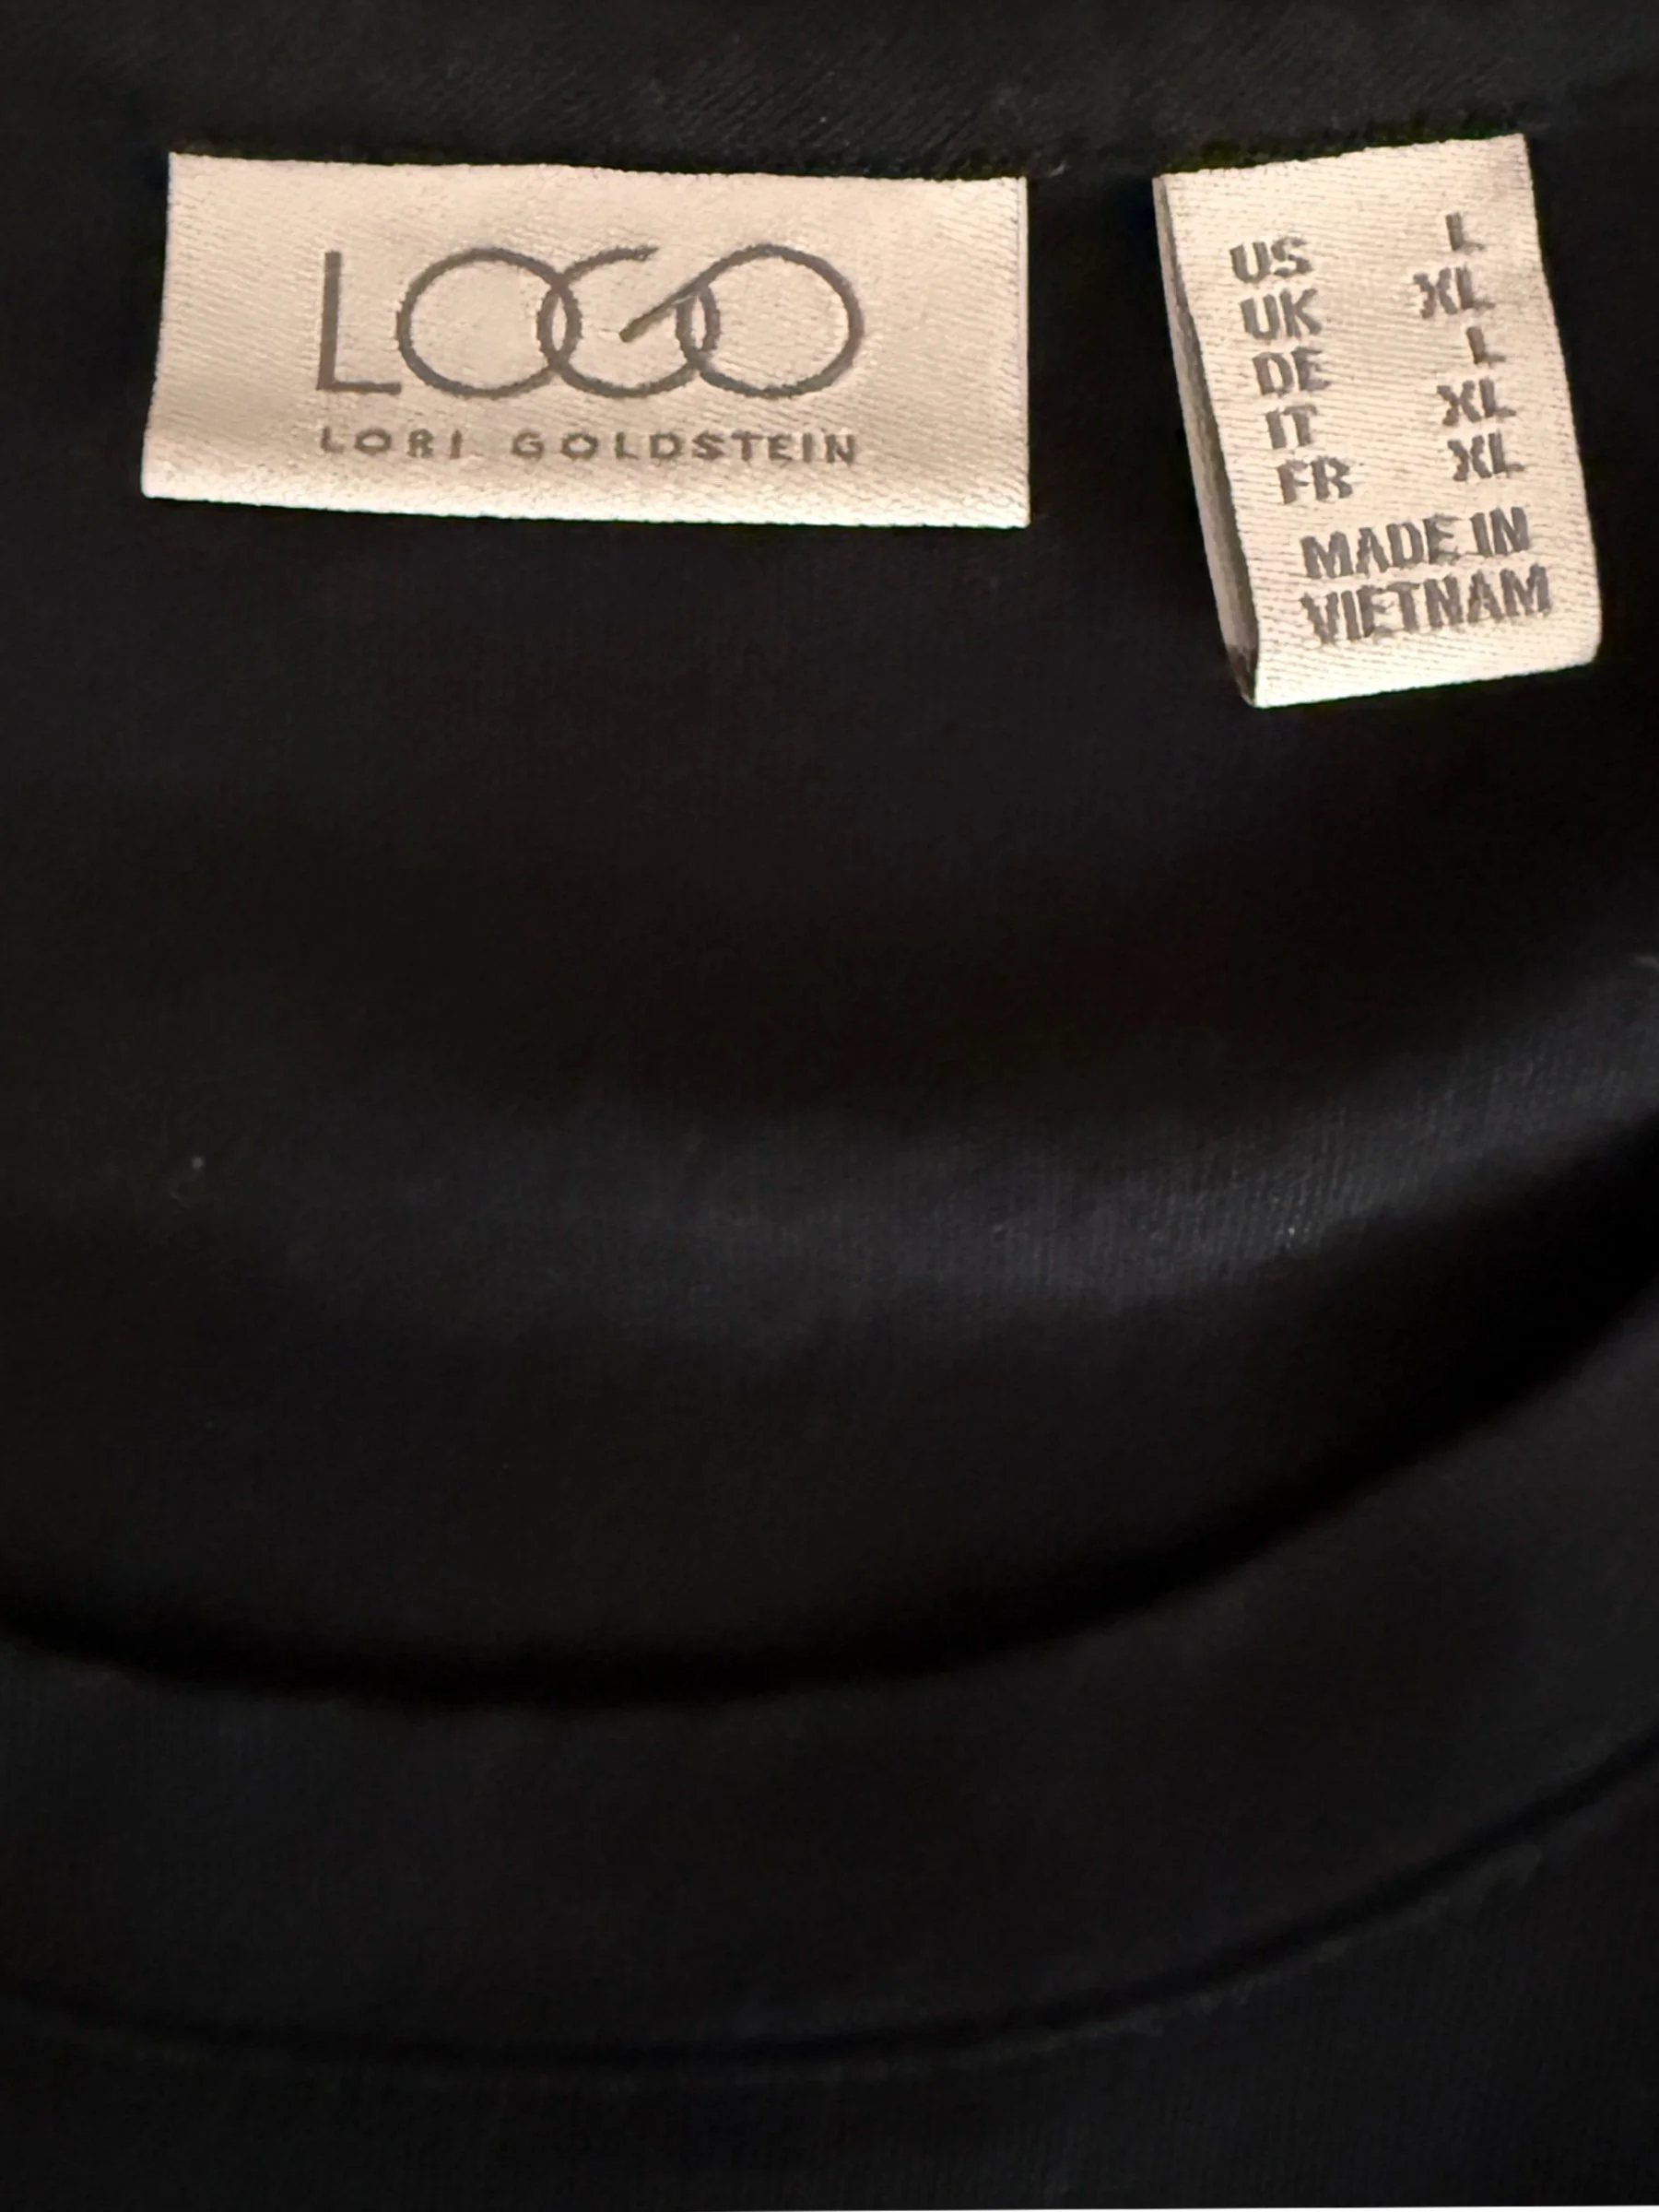 LOGO
LORI GOLDSTEIN
US L
UK XL
DE L
IT XL
FR XL
MADE IN
VIETNAM